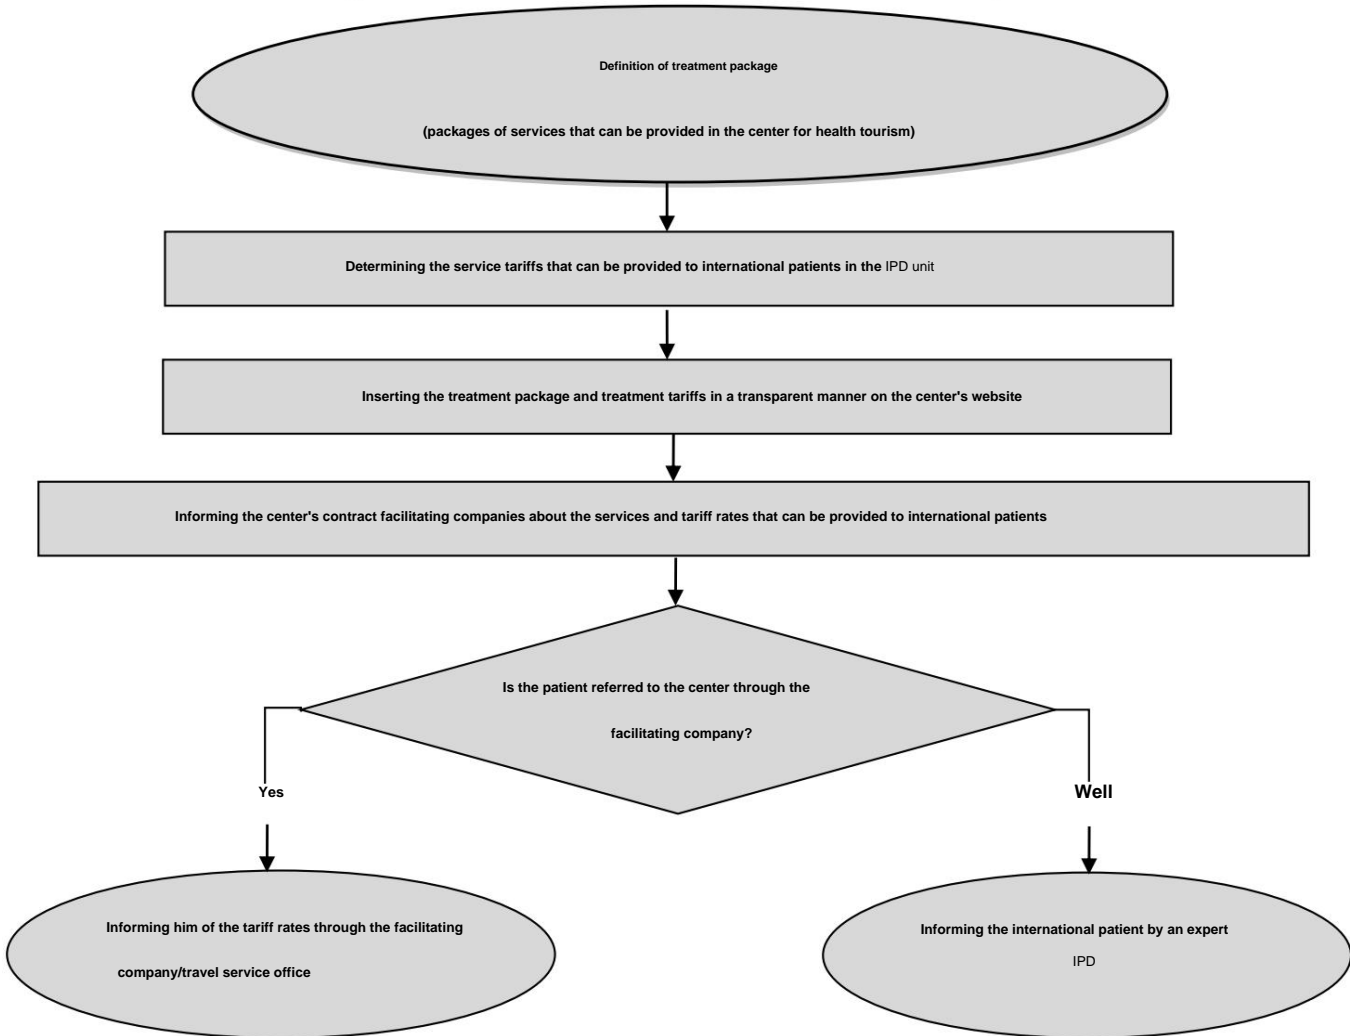 Definition of treatment package
(packages of services that can be provided in the center for health tourism)
Determining the service tariffs that can be provided to international patients in the IPD unit
Inserting the treatment package and treatment tariffs in a transparent manner on the center's website
Informing the center's contract facilitating companies about the services and tariff rates that can be provided to international patients
Is the patient referred to the center through the
facilitating company?
Yes
Well
Informing him of the tariff rates through the facilitating
company/travel service office
Informing the international patient by an expert
IPD